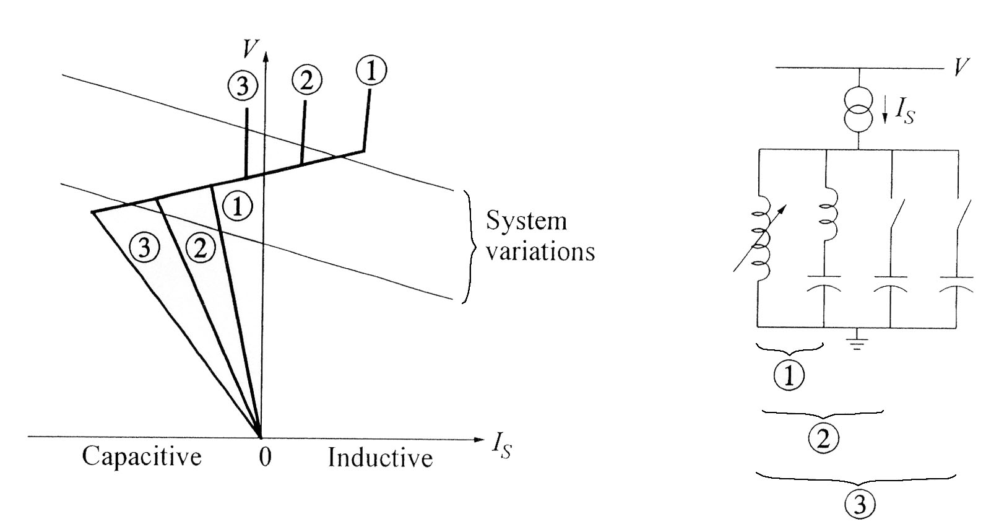 V
③
②
①
①
②
③
System
variations
Capacitive
0
Inductive
I_S
V
I_S
①
②
③